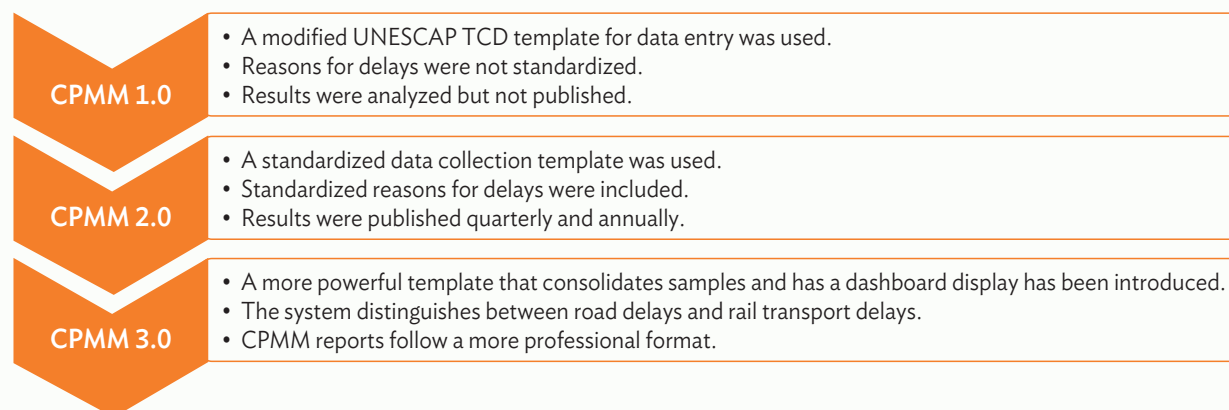 CPMM 1.0
• A modified UNESCAP TCD template for data entry was used.
• Reasons for delays were not standardized.
• Results were analyzed but not published.
CPMM 2.0
• A standardized data collection template was used.
• Standardized reasons for delays were included.
• Results were published quarterly and annually.
CPMM 3.0
• A more powerful template that consolidates samples and has a dashboard display has been introduced.
• The system distinguishes between road delays and rail transport delays.
• CPMM reports follow a more professional format.